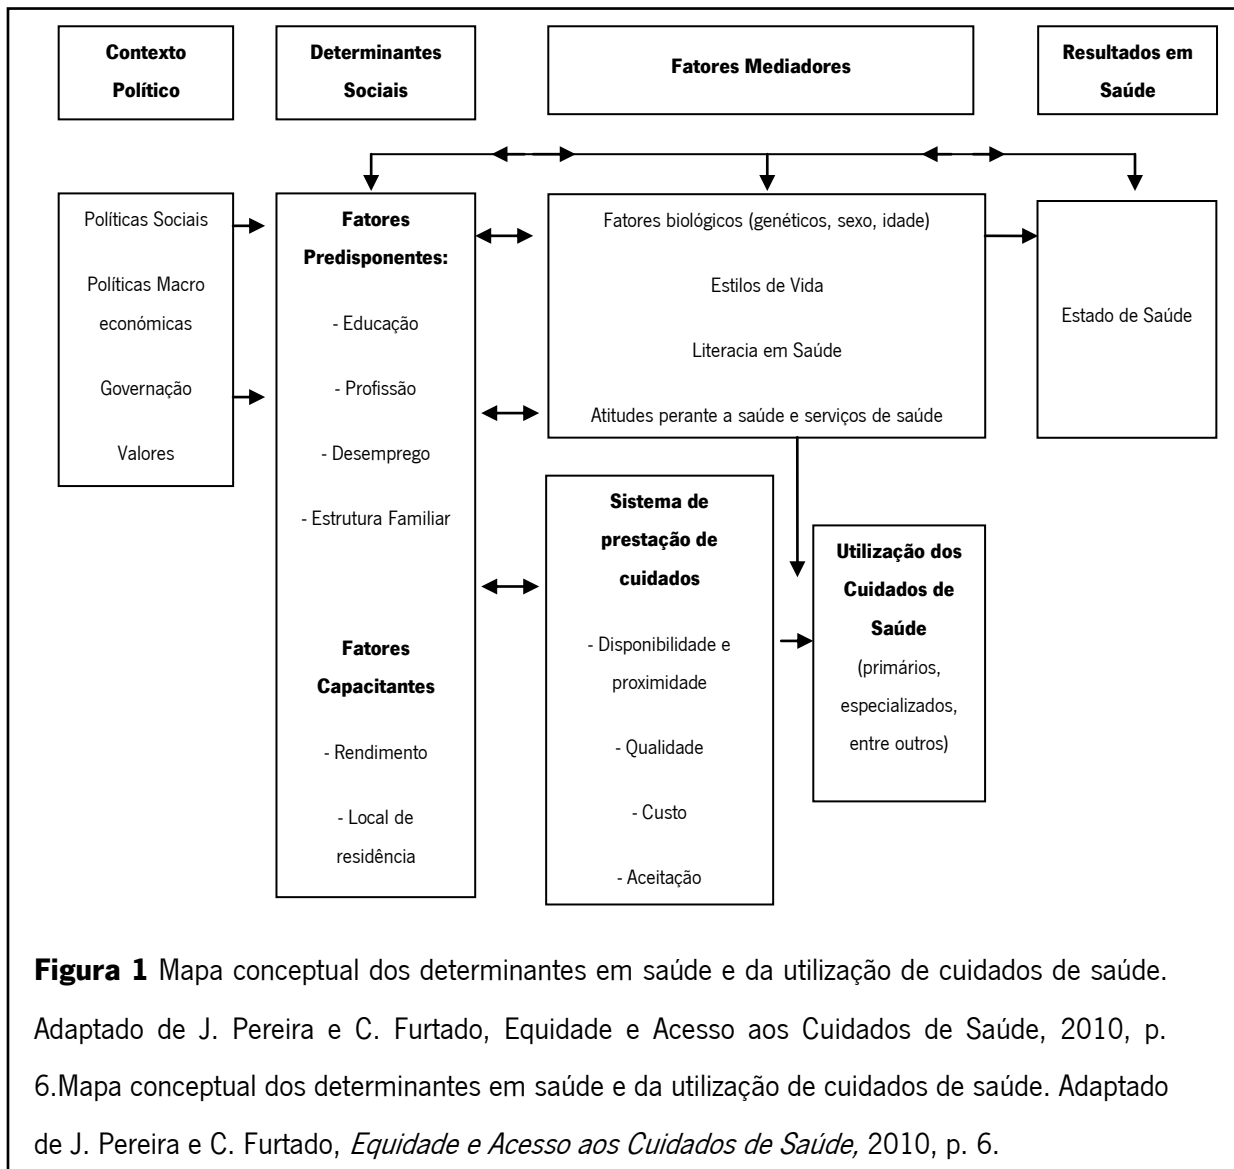 Contexto
Político
Determinantes
Sociais
Fatores Mediadores
Resultados em
Saúde
Políticas Sociais
Políticas Macro
económicas
Governação
Valores
Fatores
Predisponentes:
- Educação
- Profissão
- Desemprego
- Estrutura Familiar
Fatores
Capacitantes
- Rendimento
- Local de
residência
Fatores biológicos (genéticos, sexo, idade)
Estilos de Vida
Literacia em Saúde
Atitudes perante a saúde e serviços de saúde
Sistema de
prestação de
cuidados
- Disponibilidade e
proximidade
- Qualidade
- Custo
- Aceitação
Utilização dos
Cuidados de
Saúde
(primários,
especializados,
entre outros)
Estado de Saúde
Figura 1 Mapa conceptual dos determinantes em saúde e da utilização de cuidados de saúde.
Adaptado de J. Pereira e C. Furtado, Equidade e Acesso aos Cuidados de Saúde, 2010, p.
6.Mapa conceptual dos determinantes em saúde e da utilização de cuidados de saúde. Adaptado
de J. Pereira e C. Furtado, Equidade e Acesso aos Cuidados de Saúde, 2010, p. 6.